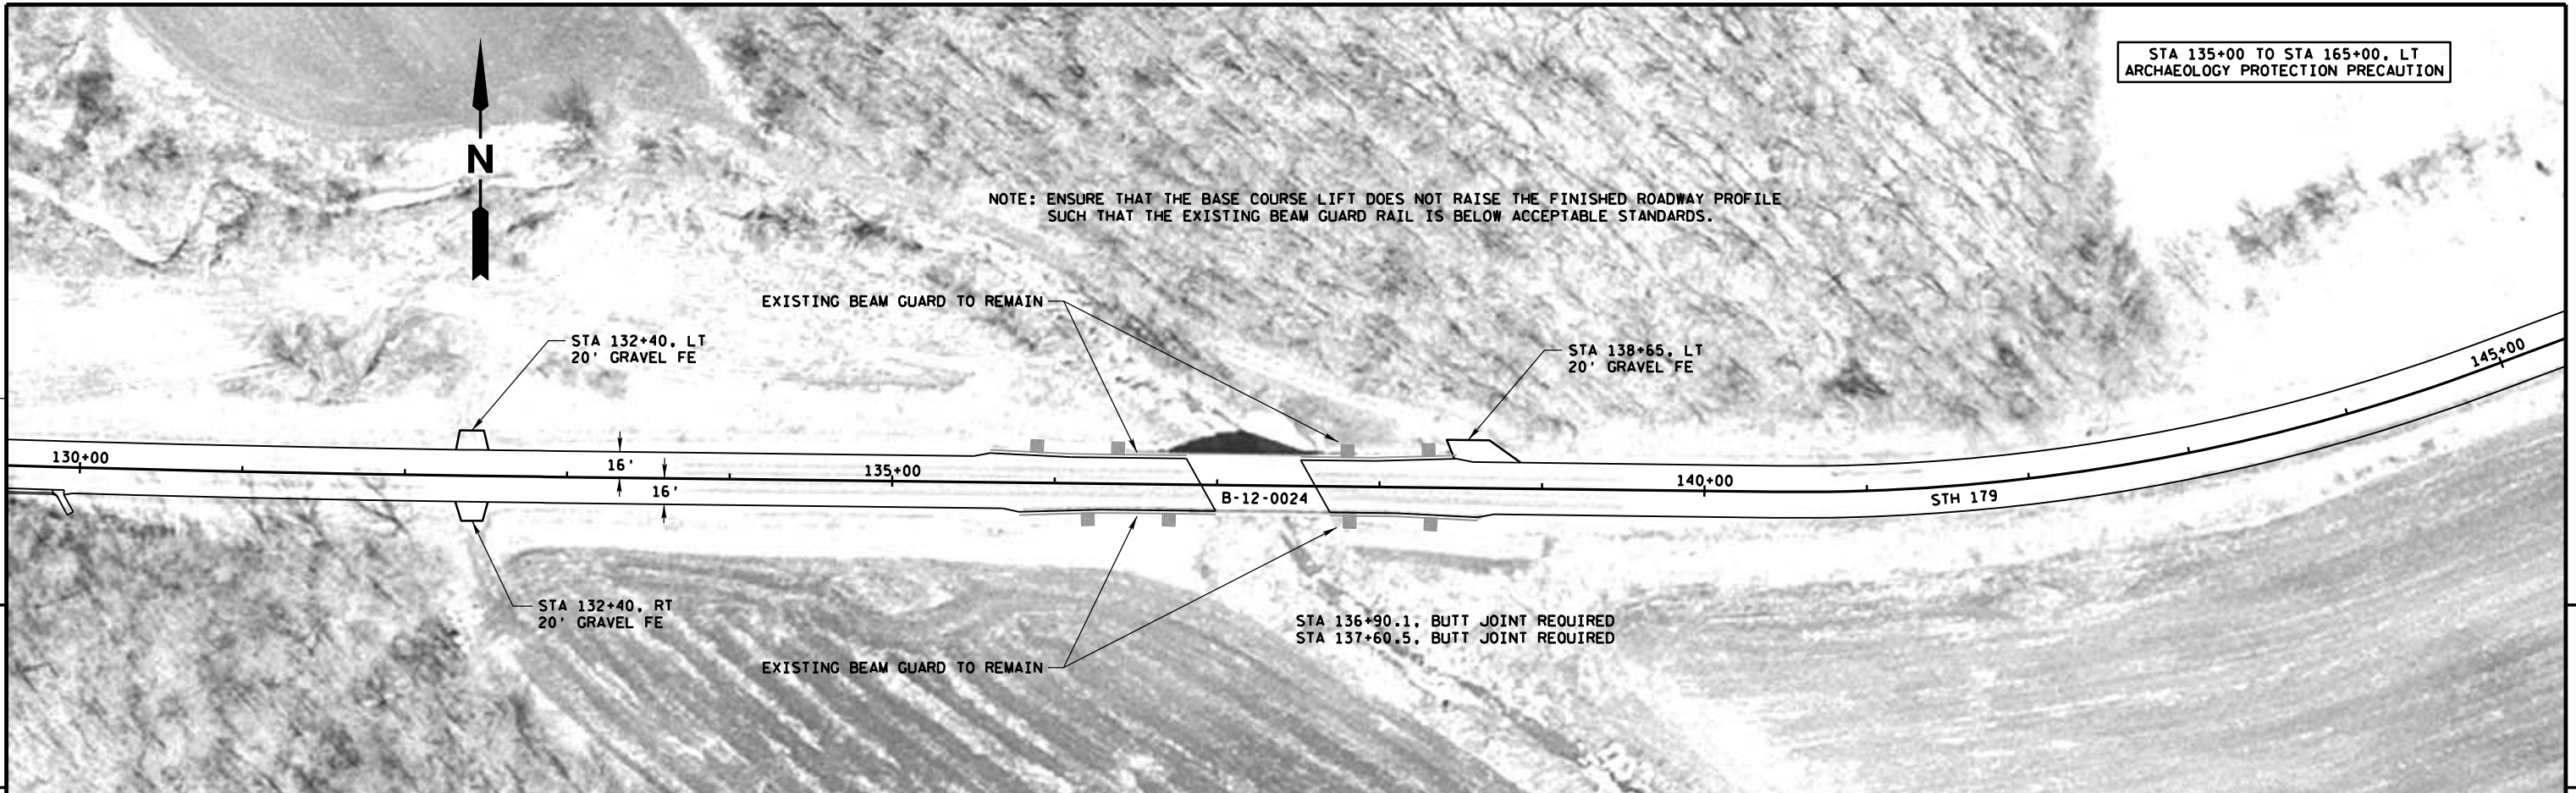 STA 135+00 TO STA 165+00, LT
ARCHAEOLOGY PROTECTION PRECAUTION
N
NOTE: ENSURE THAT THE BASE COURSE LIFT DOES NOT RAISE THE FINISHED ROADWAY PROFILE
SUCH THAT THE EXISTING BEAM GUARD RAIL IS BELOW ACCEPTABLE STANDARDS.
EXISTING BEAM GUARD TO REMAIN
STA 132+40, LT
20' GRAVEL FE
STA 138+65, LT
20' GRAVEL FE
145+00
130+00
16'
135+00
16'
B-12-0024
140+00
STH 179
STA 132+40, RT
20' GRAVEL FE
STA 136+90.1, BUTT JOINT REQUIRED
STA 137+60.5, BUTT JOINT REQUIRED
EXISTING BEAM GUARD TO REMAIN